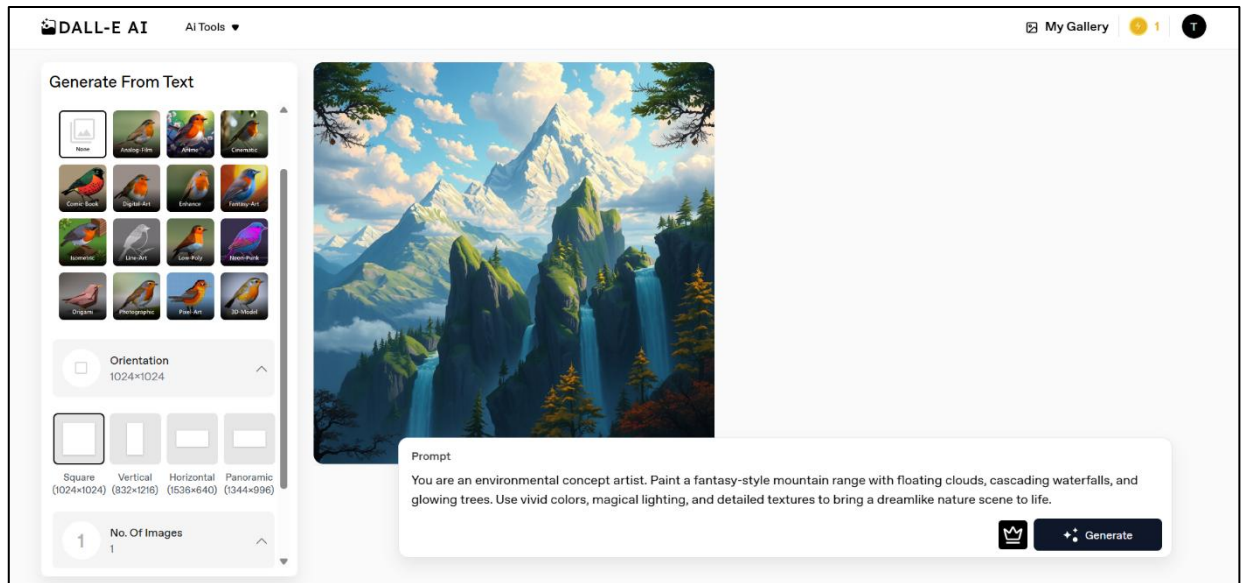 DALL-E AI
Ai Tools
My Gallery
1
T
Generate From Text
None
Analog-Film
Anime
Cinematic
Comic-Book
Digital-Art
Enhance
Fantasy-Art
Isometric
Line-Art
Low-Poly
Neon-Punk
Origami
Photographic
Pixel-Art
3D-Model
Orientation
1024×1024
Square
(1024×1024)
Vertical
(832×1216)
Horizontal
(1536×640)
Panoramic
(1344×996)
1
No. Of Images
1
Prompt
You are an environmental concept artist. Paint a fantasy-style mountain range with floating clouds, cascading waterfalls, and
glowing trees. Use vivid colors, magical lighting, and detailed textures to bring a dreamlike nature scene to life.
Generate